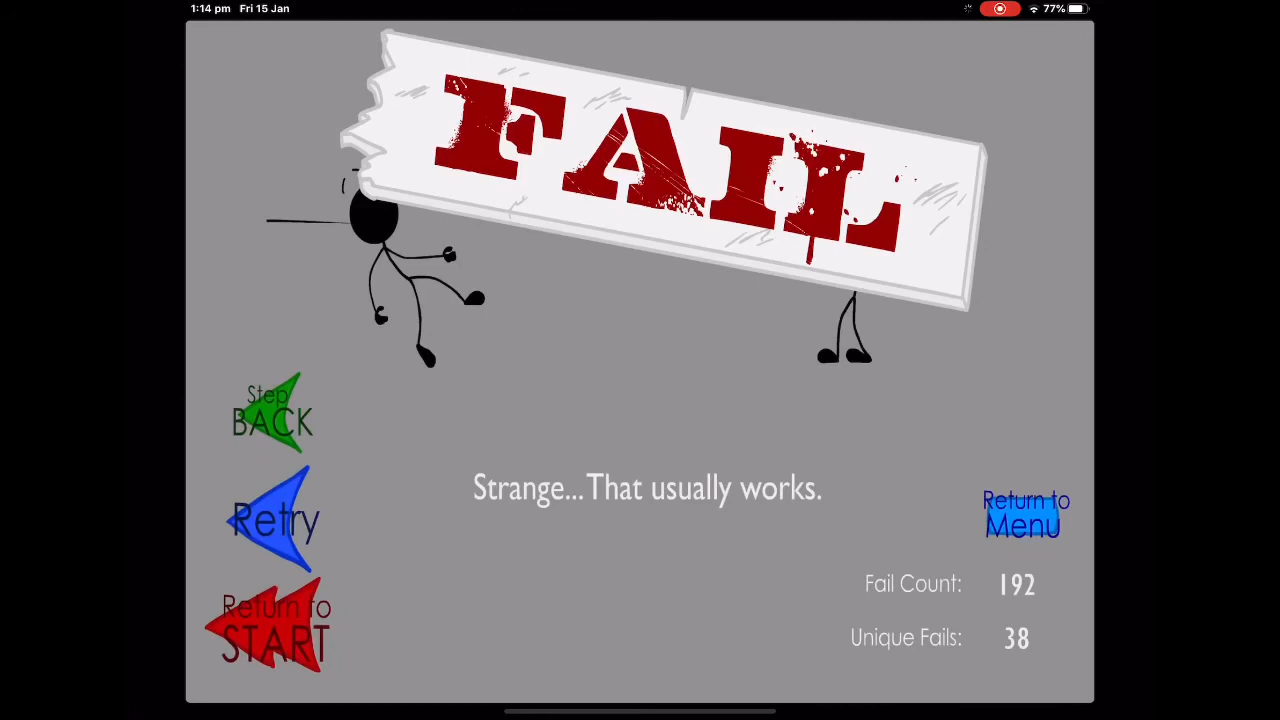 1:14 pm Fri 15 Jan 77%
FAIL
Step
BACK
Retry
Return to
START
Strange... That usually works.
Return to
Menu
Fail Count: 192
Unique Fails: 38